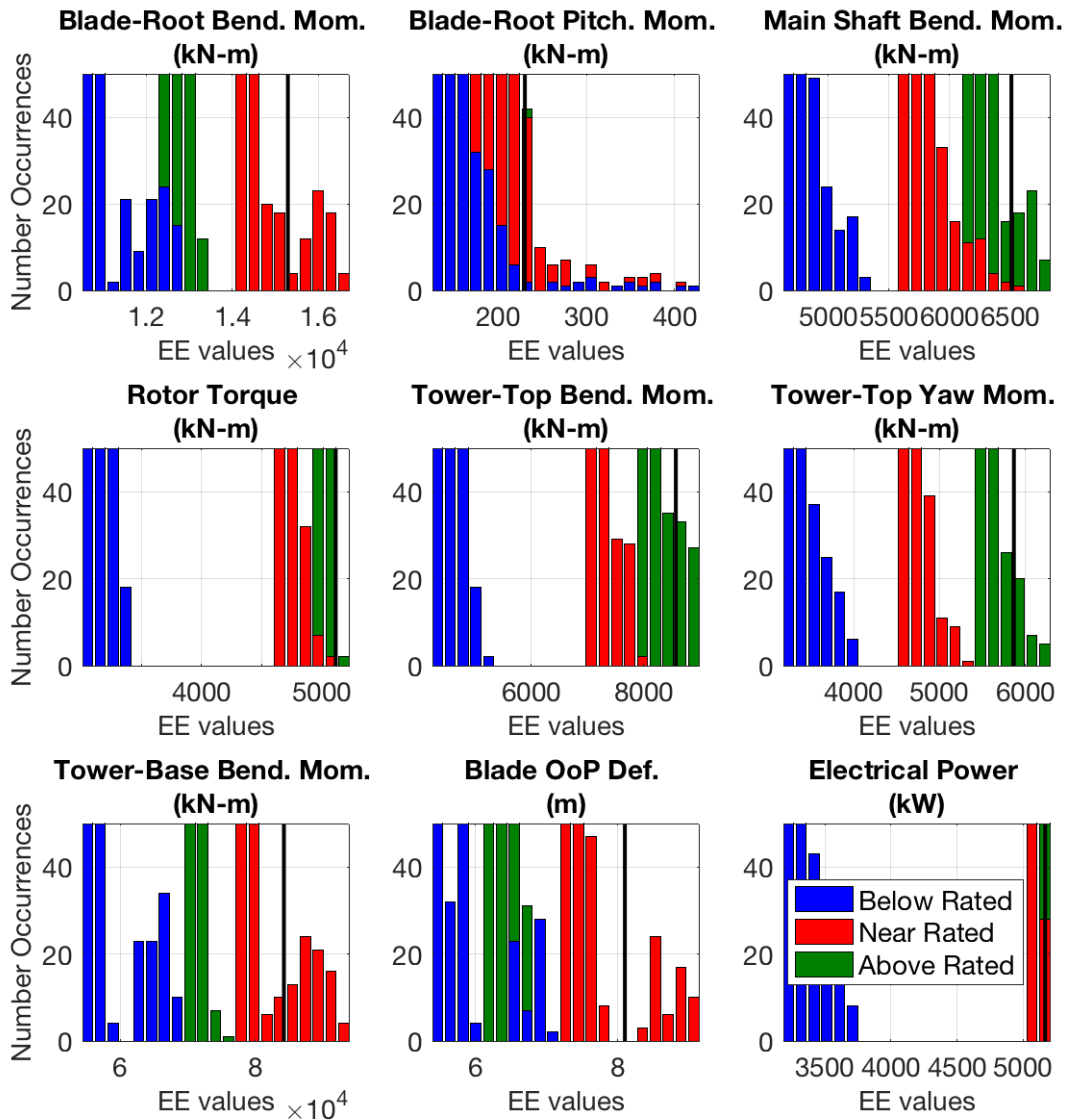 Blade-Root Bend. Mom.
(kN-m)
Number Occurrences
40
20
0
1.2
1.4
1.6
EE values
×10⁴
Blade-Root Pitch. Mom.
(kN-m)
40
20
0
200
300
400
EE values
Main Shaft Bend. Mom.
(kN-m)
40
20
0
5000
5500
6000
6500
EE values
Rotor Torque
(kN-m)
Number Occurrences
40
20
0
4000
5000
EE values
Tower-Top Bend. Mom.
(kN-m)
40
20
0
6000
8000
EE values
Tower-Top Yaw Mom.
(kN-m)
40
20
0
4000
5000
6000
EE values
Tower-Base Bend. Mom.
(kN-m)
Number Occurrences
40
20
0
6
8
EE values
×10⁴
Blade OoP Def.
(m)
40
20
0
6
8
EE values
Electrical Power
(kW)
40
20
0
Below Rated
Near Rated
Above Rated
3500
4000
4500
5000
EE values